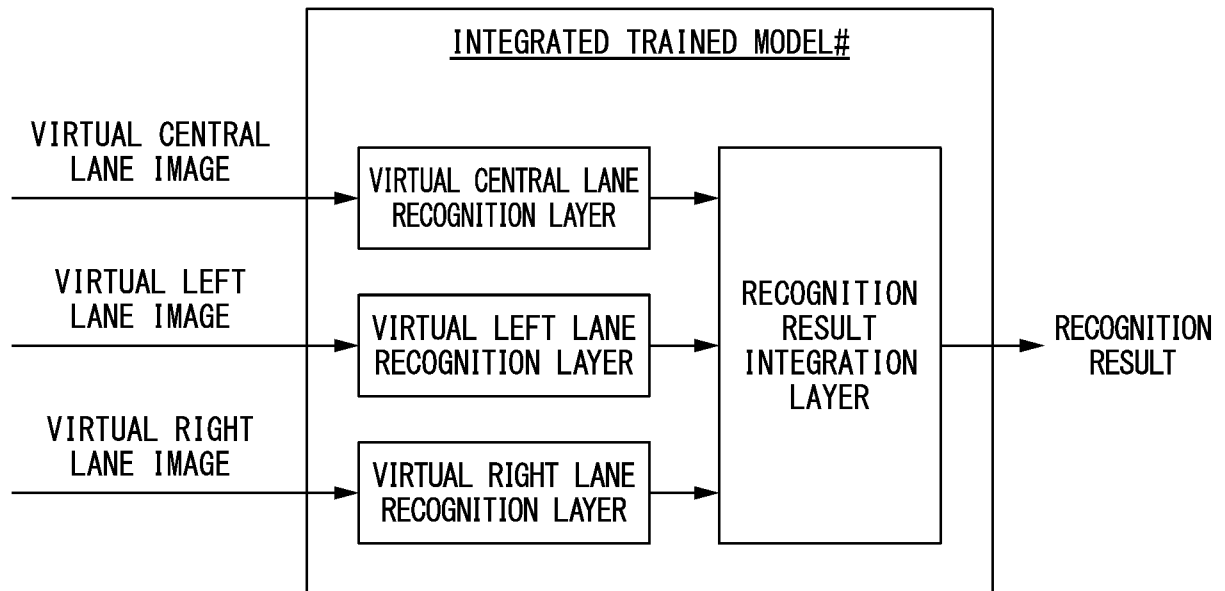 INTEGRATED TRAINED MODEL#
VIRTUAL CENTRAL
LANE IMAGE
VIRTUAL CENTRAL LANE
RECOGNITION LAYER
VIRTUAL LEFT
LANE IMAGE
VIRTUAL LEFT LANE
RECOGNITION LAYER
VIRTUAL RIGHT
LANE IMAGE
VIRTUAL RIGHT LANE
RECOGNITION LAYER
RECOGNITION
RESULT
INTEGRATION
LAYER
RECOGNITION
RESULT